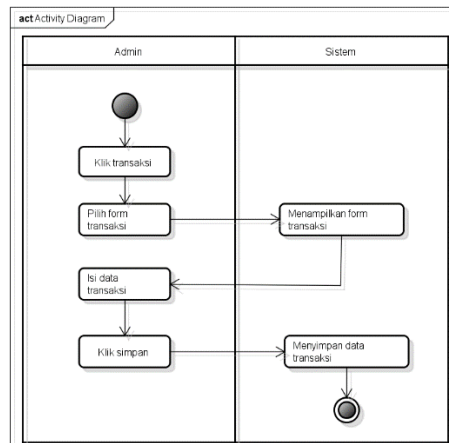 act Activity Diagram
Admin
Sistem
Klik transaksi
Pilih form
transaksi
Menampilkan form
transaksi
Isi data
transaksi
Klik simpan
Menyimpan data
transaksi